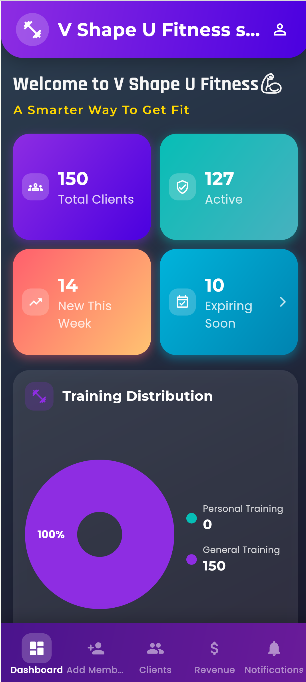 V Shape U Fitness s...
Welcome to V Shape U Fitness💪
A Smarter Way To Get Fit
150
Total Clients
127
Active
14
New This
Week
10
Expiring
Soon
Training Distribution
100%
Personal Training
0
General Training
150
Dashboard
Add Memb...
Clients
$
Revenue
Notifications